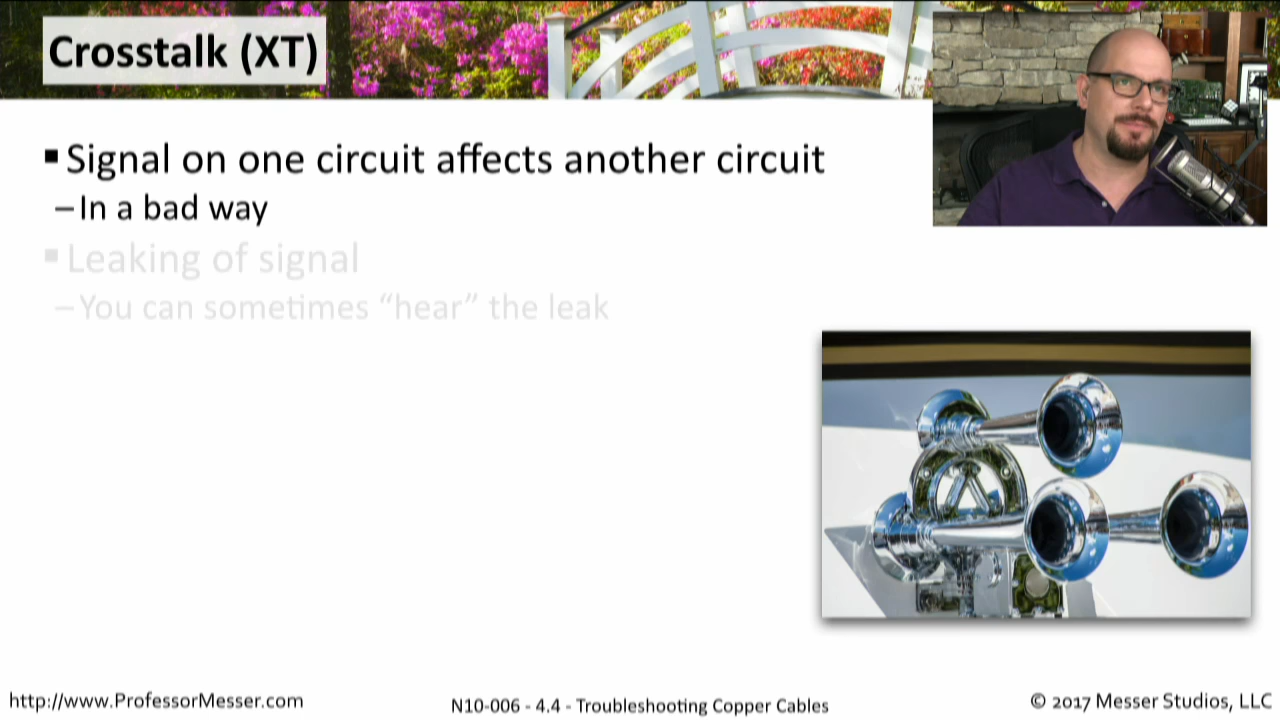 Crosstalk (XT)
▪ Signal on one circuit affects another circuit
– In a bad way
▪ Leaking of signal
– You can sometimes “hear” the leak
http://www.ProfessorMesser.com
N10-006 - 4.4 - Troubleshooting Copper Cables
© 2017 Messer Studios, LLC